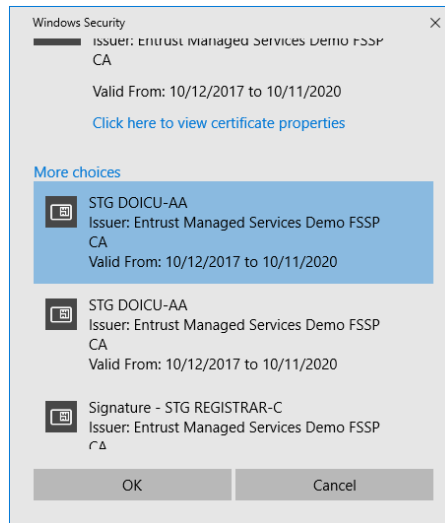 Windows Security
Issuer: Entrust Managed Services Demo FSSP
CA
Valid From: 10/12/2017 to 10/11/2020
Click here to view certificate properties
More choices
STG DOICU-AA
Issuer: Entrust Managed Services Demo FSSP
CA
Valid From: 10/12/2017 to 10/11/2020
STG DOICU-AA
Issuer: Entrust Managed Services Demo FSSP
CA
Valid From: 10/12/2017 to 10/11/2020
Signature - STG REGISTRAR-C
Issuer: Entrust Managed Services Demo FSSP
CA
OK Cancel